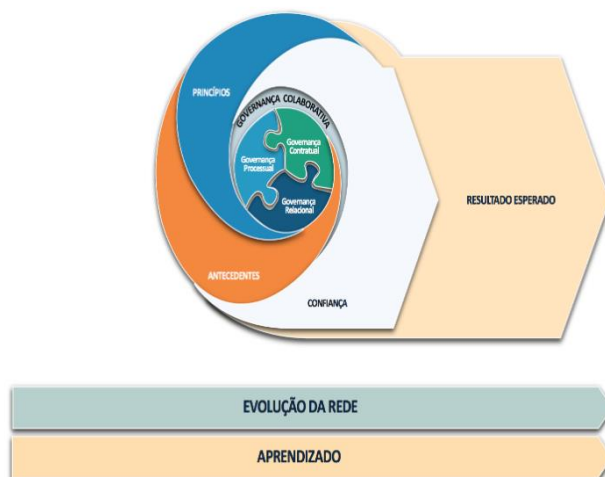 PRINCÍPIOS
GOVERNANÇA COLABORATIVA
Governança
Contratual
Governança
Processual
Governança
Relacional
RESULTADO ESPERADO
ANTECEDENTES
CONFIANÇA
EVOLUÇÃO DA REDE
APRENDIZADO